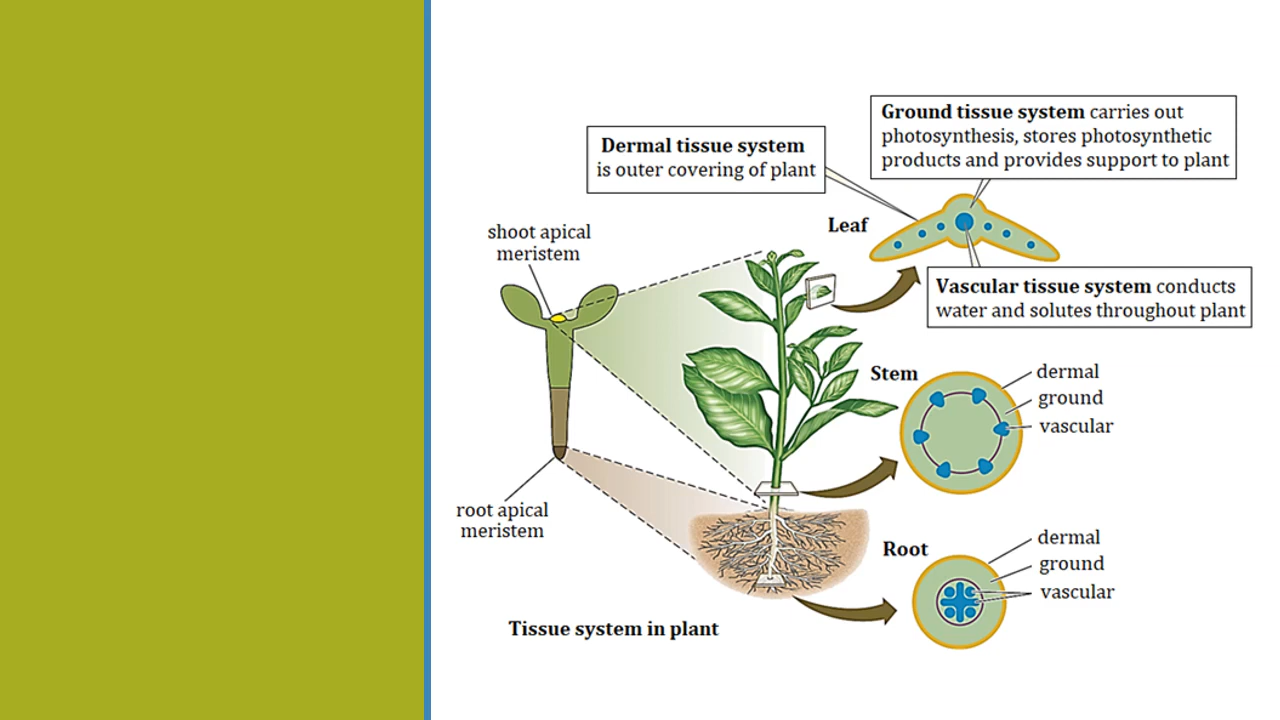 Ground tissue system carries out
photosynthesis, stores photosynthetic
products and provides support to plant
Dermal tissue system
is outer covering of plant
Leaf
shoot apical
meristem
Vascular tissue system conducts
water and solutes throughout plant
Stem
dermal
ground
vascular
root apical
meristem
Root
dermal
ground
vascular
Tissue system in plant